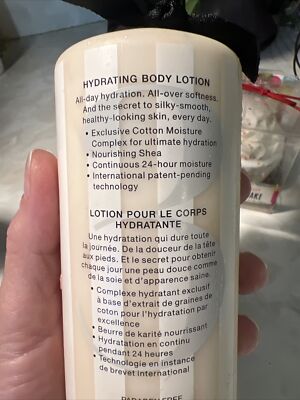 HYDRATING BODY LOTION
All-day hydration. All-over softness.
And the secret to silky-smooth,
healthy-looking skin, every day.
• Exclusive Cotton Moisture
Complex for ultimate hydration
• Nourishing Shea
• Continuous 24-hour moisture
• International patent-pending
technology
LOTION POUR LE CORPS
HYDRATANTE
Une hydratation qui dure toute
la journée. De la douceur de la tête
aux pieds. Et le secret pour obtenir
chaque jour une peau douce comme
de la soie et d'apparence saine.
• Complexe hydratant exclusif
à base d'extrait de graines de
coton pour l'hydratation par
excellence
• Beurre de karité nourrissant
• Hydratation en continu
pendant 24 heures
• Technologie en instance
de brevet international
PARABEN FREE